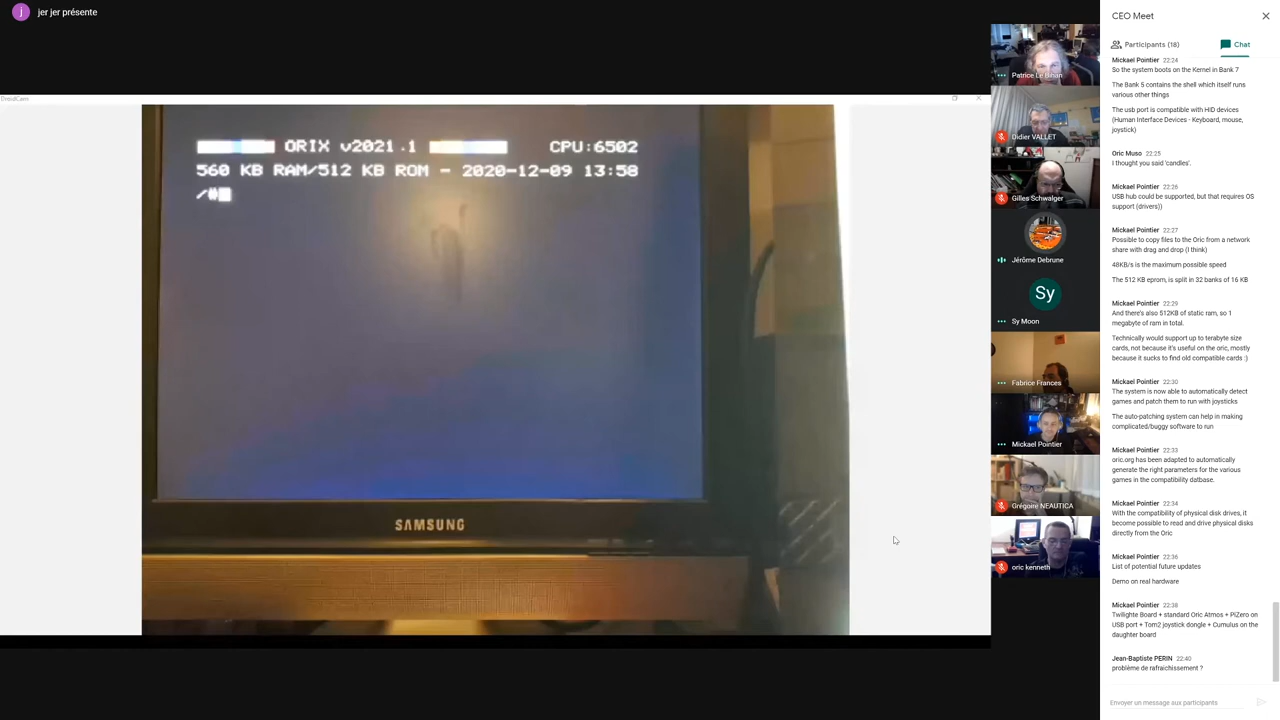 j jer jer présente
DroidCam
ORIX v2021.1 CPU:6502
560 KB RAM/512 KB ROM - 2020-12-09 13:58
/#
SAMSUNG
Patrice Le Bihan
Didier VALLET
Gilles Schwalger
Jérôme Debrune
Sy
Sy Moon
Fabrice Frances
Mickael Pointier
Grégoire NEAUTICA
oric kenneth
CEO Meet
Participants (18) Chat
Mickael Pointier 22:24
So the system boots on the Kernel in Bank 7
The Bank 5 contains the shell which itself runs
various other things
The usb port is compatible with HID devices
(Human Interface Devices - Keyboard, mouse,
joystick)
Oric Muso 22:25
I thought you said 'candles'.
Mickael Pointier 22:26
USB hub could be supported, but that requires OS
support (drivers))
Mickael Pointier 22:27
Possible to copy files to the Oric from a network
share with drag and drop (I think)
48KB/s is the maximum possible speed
The 512 KB eprom, is split in 32 banks of 16 KB
Mickael Pointier 22:29
And there's also 512KB of static ram, so 1
megabyte of ram in total.
Technically would support up to terabyte size
cards, not because it's useful on the oric, mostly
because it sucks to find old compatible cards :)
Mickael Pointier 22:30
The system is now able to automatically detect
games and patch them to run with joysticks
The auto-patching system can help in making
complicated/buggy software to run
Mickael Pointier 22:33
oric.org has been adapted to automatically
generate the right parameters for the various
games in the compatibility datbase.
Mickael Pointier 22:34
With the compatibility of physical disk drives, it
become possible to read and drive physical disks
directly from the Oric
Mickael Pointier 22:36
List of potential future updates
Demo on real hardware
Mickael Pointier 22:38
Twilighte Board + standard Oric Atmos + PiZero on
USB port + Tom2 joystick dongle + Cumulus on the
daughter board
Jean-Baptiste PERIN 22:40
problème de rafraichissement ?
Envoyer un message aux participants